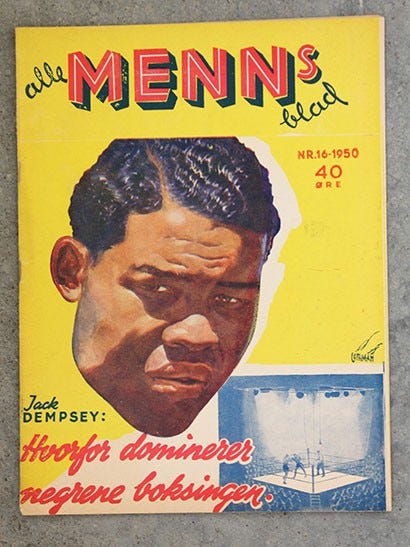 alle
MENNs
blad
NR.16-1950
40
ØRE
Jack
DEMPSEY:
Hvorfor dominerer
negrene boksingen.